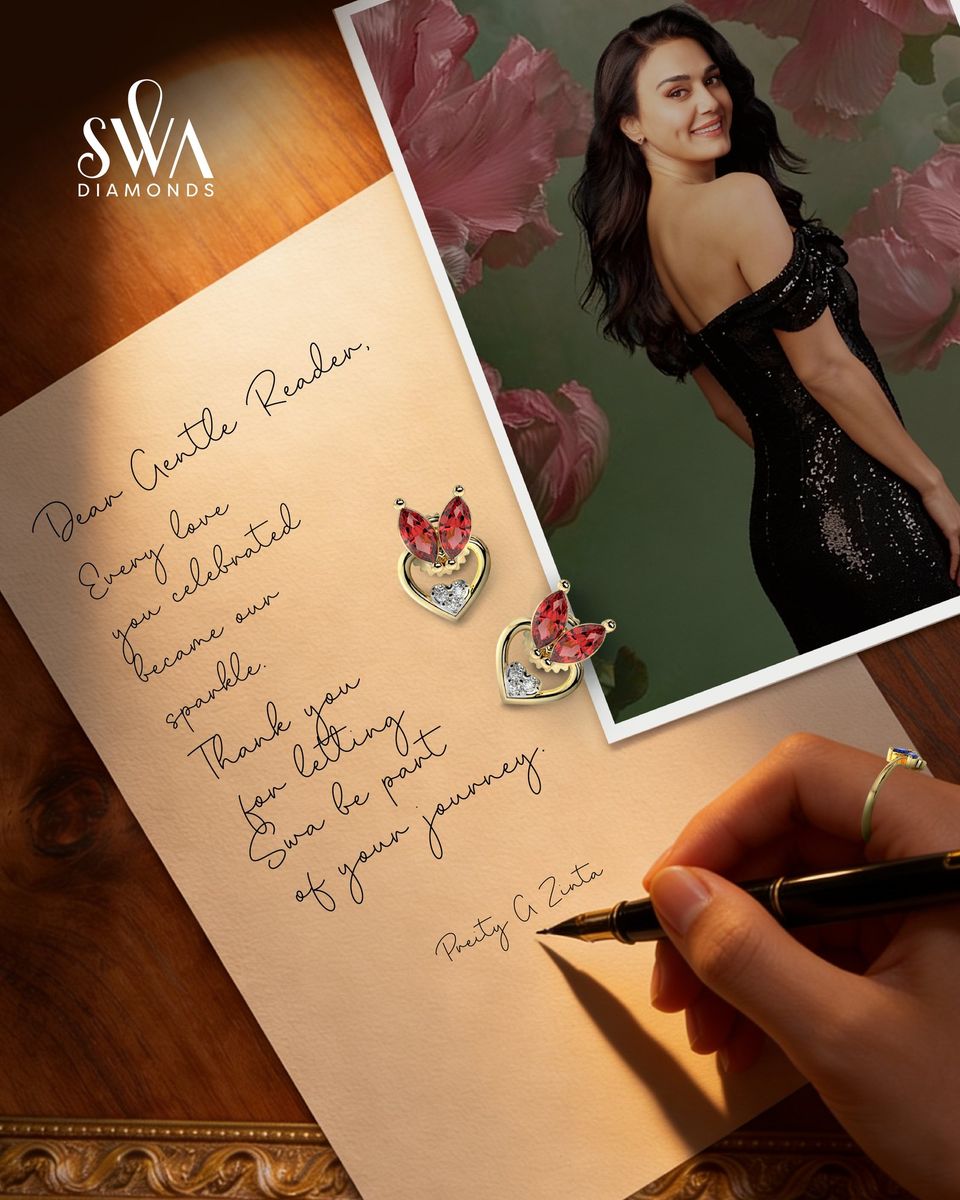 SWA
DIAMONDS
Dear Gentle Reader,
Every love
you celebrated
became our
sparkle.
Thank you
for letting
Swa be part
of your journey.
Preity G Zinta